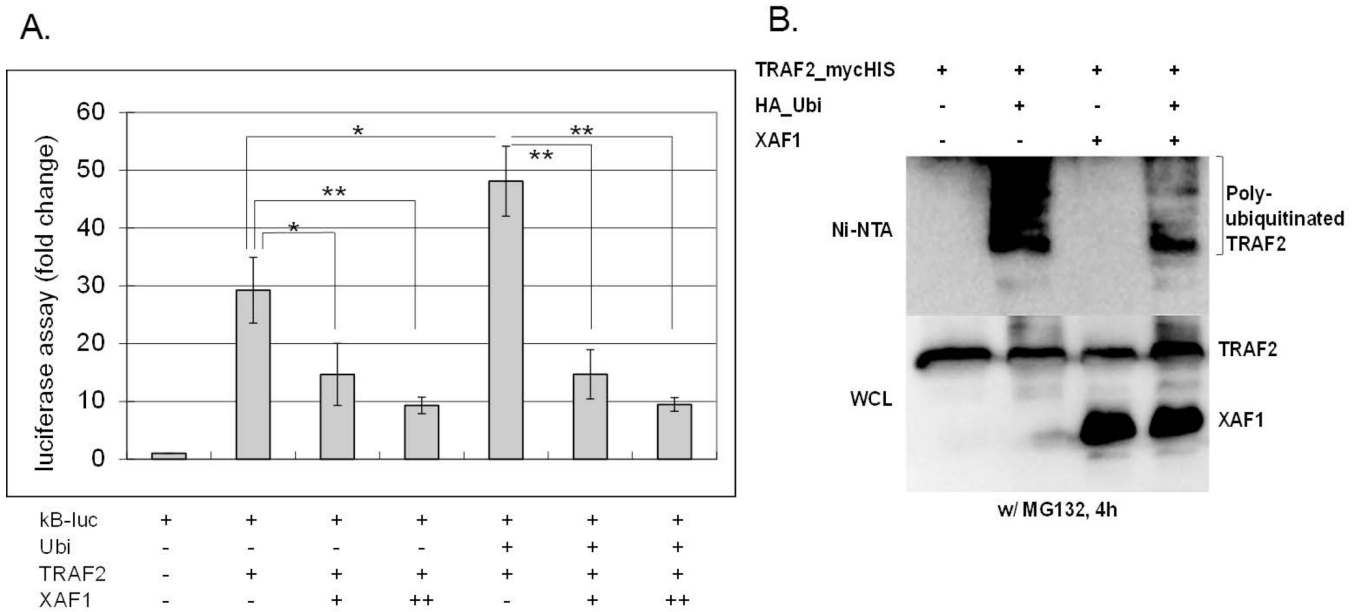 A.
luciferase assay (fold change)
60
50
40
30
20
10
0
*
**
**
**
*
kB-luc + + + + + + +
Ubi - - - - + + +
TRAF2 - + + + + + +
XAF1 - - + ++ - + ++
B.
TRAF2_mycHIS + + + +
HA_Ubi - + - +
XAF1 - - + +
Ni-NTA
Poly-
ubiquitinated
TRAF2
WCL
TRAF2
XAF1
w/ MG132, 4h